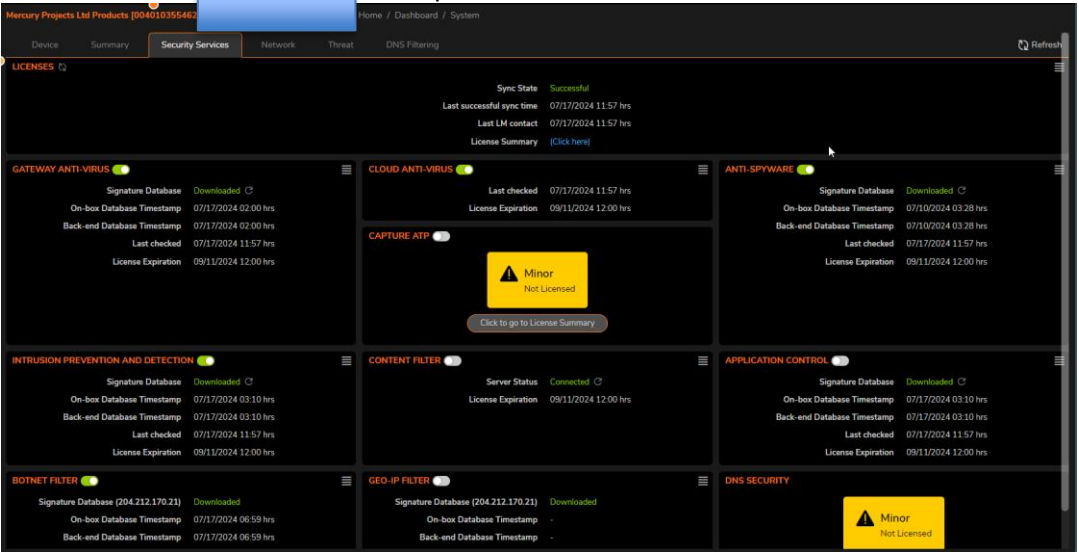 Mercury Projects Ltd Products [004010355462
Home / Dashboard / System
Device Summary Security Services Network Threat DNS Filtering Refresh
LICENSES
Sync State Successful
Last successful sync time 07/17/2024 11:57 hrs
Last LM contact 07/17/2024 11:57 hrs
License Summary (Click here)
GATEWAY ANTI-VIRUS
Signature Database Downloaded
On-box Database Timestamp 07/17/2024 02:00 hrs
Back-end Database Timestamp 07/17/2024 02:00 hrs
Last checked 07/17/2024 11:57 hrs
License Expiration 09/11/2024 12:00 hrs
CLOUD ANTI-VIRUS
Last checked 07/17/2024 11:57 hrs
License Expiration 09/11/2024 12:00 hrs
CAPTURE ATP
Minor
Not Licensed
Click to go to License Summary
ANTI-SPYWARE
Signature Database Downloaded
On-box Database Timestamp 07/10/2024 03:28 hrs
Back-end Database Timestamp 07/10/2024 03:28 hrs
Last checked 07/17/2024 11:57 hrs
License Expiration 09/11/2024 12:00 hrs
INTRUSION PREVENTION AND DETECTION
Signature Database Downloaded
On-box Database Timestamp 07/17/2024 03:10 hrs
Back-end Database Timestamp 07/17/2024 03:10 hrs
Last checked 07/17/2024 11:57 hrs
License Expiration 09/11/2024 12:00 hrs
CONTENT FILTER
Server Status Connected
License Expiration 09/11/2024 12:00 hrs
APPLICATION CONTROL
Signature Database Downloaded
On-box Database Timestamp 07/17/2024 03:10 hrs
Back-end Database Timestamp 07/17/2024 03:10 hrs
Last checked 07/17/2024 11:57 hrs
License Expiration 09/11/2024 12:00 hrs
BOTNET FILTER
Signature Database (204.212.170.21) Downloaded
On-box Database Timestamp 07/17/2024 06:59 hrs
Back-end Database Timestamp 07/17/2024 06:59 hrs
GEO-IP FILTER
Signature Database (204.212.170.21) Downloaded
On-box Database Timestamp -
Back-end Database Timestamp -
DNS SECURITY
Minor
Not Licensed